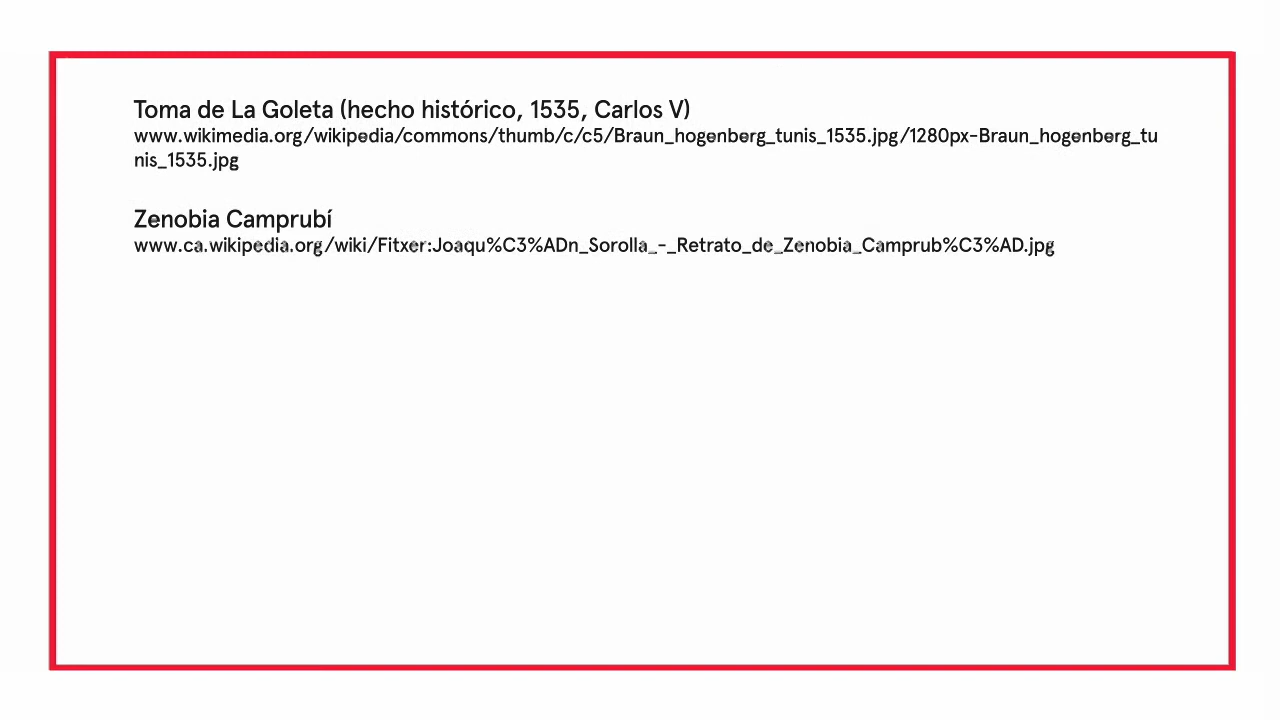 Toma de La Goleta (hecho histórico, 1535, Carlos V)
www.wikimedia.org/wikipedia/commons/thumb/c/c5/Braun_hogenberg_tunis_1535.jpg/1280px-Braun_hogenberg_tu
nis_1535.jpg
Zenobia Camprubí
www.ca.wikipedia.org/wiki/Fitxer:Joaqu%C3%ADn_Sorolla_-_Retrato_de_Zenobia_Camprub%C3%AD.jpg